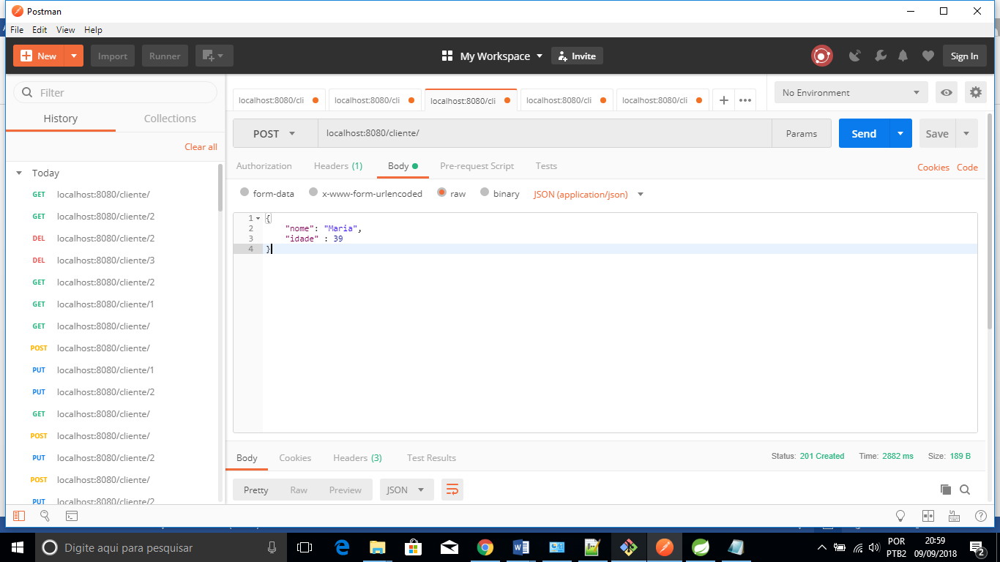 Postman
File Edit View Help
New Import Runner My Workspace Invite Sign In
Filter
History Collections
Clear all
Today
GET localhost:8080/cliente/
GET localhost:8080/cliente/2
DEL localhost:8080/cliente/2
DEL localhost:8080/cliente/3
GET localhost:8080/cliente/2
GET localhost:8080/cliente/1
GET localhost:8080/cliente/
POST localhost:8080/cliente/
PUT localhost:8080/cliente/1
PUT localhost:8080/cliente/2
GET localhost:8080/cliente/
POST localhost:8080/cliente/
PUT localhost:8080/cliente/2
POST localhost:8080/cliente/
PUT localhost:8080/cliente/2
localhost:8080/cli localhost:8080/cli localhost:8080/cli localhost:8080/cli localhost:8080/cli
No Environment
POST localhost:8080/cliente/ Params Send Save
Authorization Headers (1) Body Pre-request Script Tests Cookies Code
form-data x-www-form-urlencoded raw binary JSON (application/json)
1 {
2 "nome": "Maria",
3 "idade" : 39
4 }
Body Cookies Headers (3) Test Results Status: 201 Created Time: 2882 ms Size: 189 B
Pretty Raw Preview JSON
Digite aqui para pesquisar
POR
PTB2
20:59
09/09/2018
2